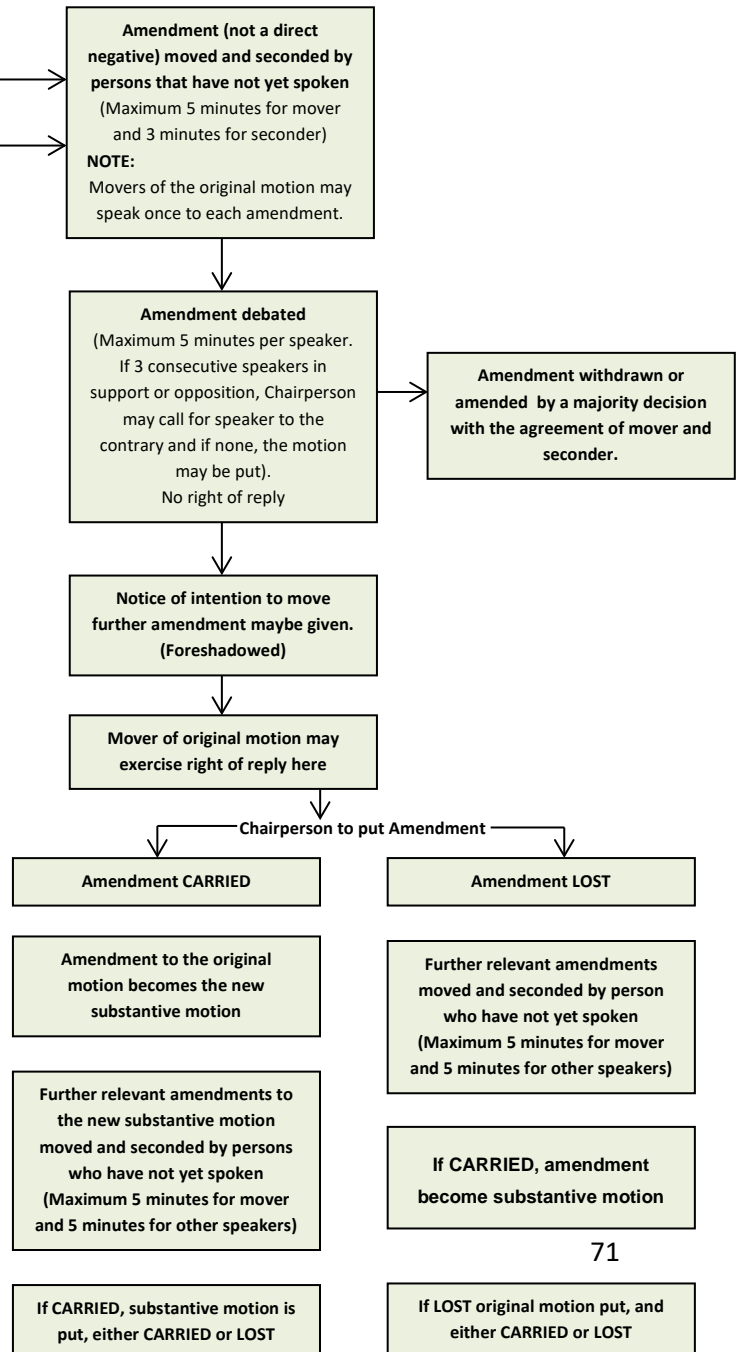 Amendment (not a direct
negative) moved and seconded by
persons that have not yet spoken
(Maximum 5 minutes for mover
and 3 minutes for seconder)
NOTE:
Movers of the original motion may
speak once to each amendment.
Amendment debated
(Maximum 5 minutes per speaker.
If 3 consecutive speakers in
support or opposition, Chairperson
may call for speaker to the
contrary and if none, the motion
may be put).
No right of reply
Amendment withdrawn or
amended by a majority decision
with the agreement of mover and
seconder.
Notice of intention to move
further amendment maybe given.
(Foreshadowed)
Mover of original motion may
exercise right of reply here
Chairperson to put Amendment
Amendment CARRIED
Amendment to the original
motion becomes the new
substantive motion
Further relevant amendments to
the new substantive motion
moved and seconded by persons
who have not yet spoken
(Maximum 5 minutes for mover
and 5 minutes for other speakers)
If CARRIED, substantive motion is
put, either CARRIED or LOST
Amendment LOST
Further relevant amendments
moved and seconded by person
who have not yet spoken
(Maximum 5 minutes for mover
and 5 minutes for other speakers)
If CARRIED, amendment
become substantive motion
71
If LOST original motion put, and
either CARRIED or LOST